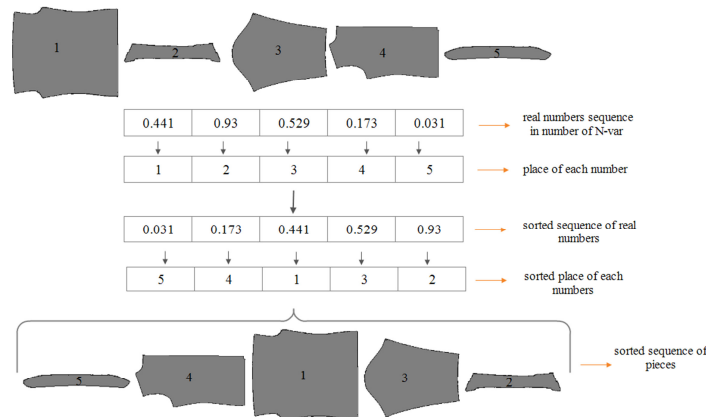 1 2 3 4 5
0.441 0.93 0.529 0.173 0.031
real numbers sequence
in number of N-var
1 2 3 4 5
place of each number
0.031 0.173 0.441 0.529 0.93
sorted sequence of real
numbers
5 4 1 3 2
sorted place of each
numbers
5 4 1 3 2
sorted sequence of
pieces